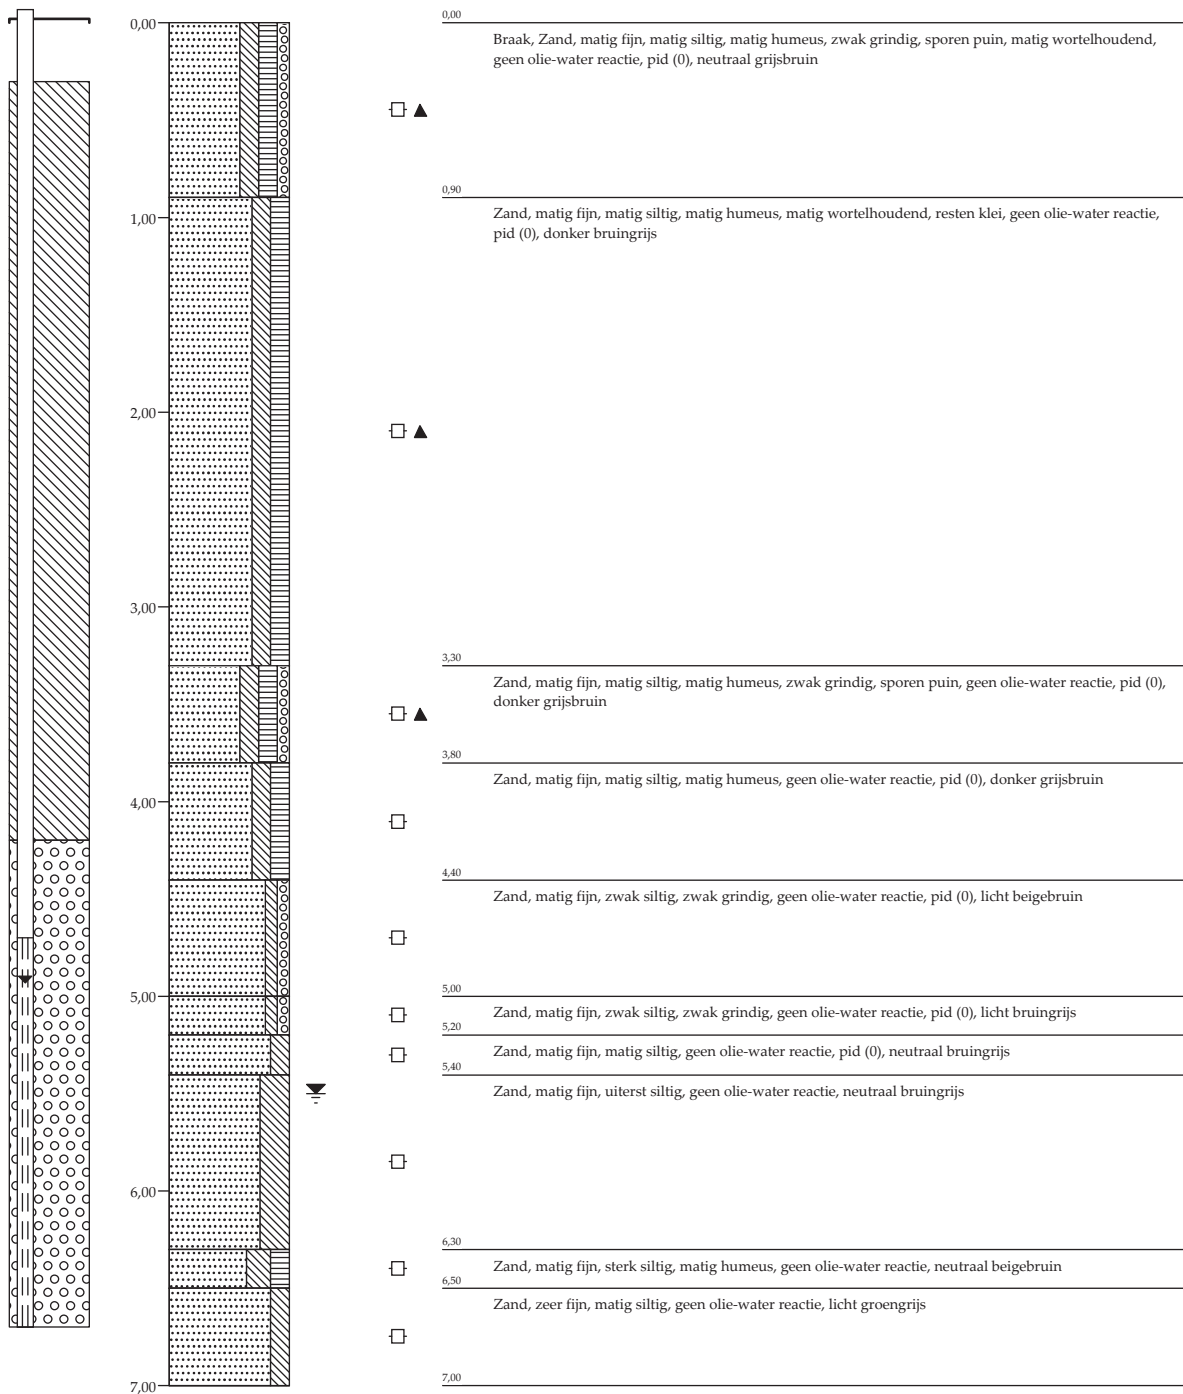 0,00
1,00
2,00
3,00
4,00
5,00
6,00
7,00
0,00
Braak, Zand, matig fijn, matig siltig, matig humeus, zwak grindig, sporen puin, matig wortelhoudend,
geen olie-water reactie, pid (0), neutraal grijsbruin
0,90
Zand, matig fijn, matig siltig, matig humeus, matig wortelhoudend, resten klei, geen olie-water reactie,
pid (0), donker bruingrijs
3,30
Zand, matig fijn, matig siltig, matig humeus, zwak grindig, sporen puin, geen olie-water reactie, pid (0),
donker grijsbruin
3,80
Zand, matig fijn, matig siltig, matig humeus, geen olie-water reactie, pid (0), donker grijsbruin
4,40
Zand, matig fijn, zwak siltig, zwak grindig, geen olie-water reactie, pid (0), licht beigebruin
5,00
Zand, matig fijn, zwak siltig, zwak grindig, geen olie-water reactie, pid (0), licht bruingrijs
5,20
Zand, matig fijn, matig siltig, geen olie-water reactie, pid (0), neutraal bruingrijs
5,40
Zand, matig fijn, uiterst siltig, geen olie-water reactie, neutraal bruingrijs
6,30
Zand, matig fijn, sterk siltig, matig humeus, geen olie-water reactie, neutraal beigebruin
6,50
Zand, zeer fijn, matig siltig, geen olie-water reactie, licht groengrijs
7,00